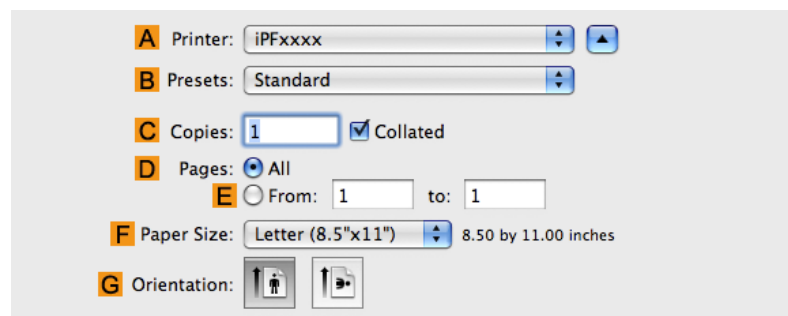 A Printer: iPFxxxx
B Presets: Standard
C Copies: 1 Collated
D Pages: All
E From: 1 to: 1
F Paper Size: Letter (8.5"x11") 8.50 by 11.00 inches
G Orientation: